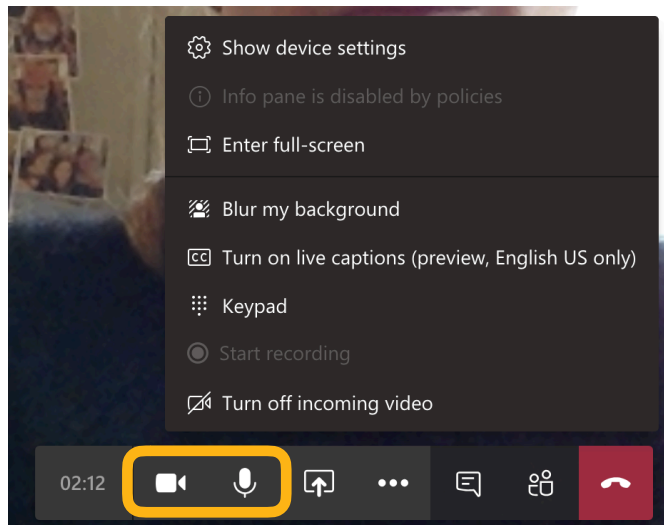 Show device settings
Info pane is disabled by policies
Enter full-screen
Blur my background
CC Turn on live captions (preview, English US only)
Keypad
Start recording
Turn off incoming video
02:12